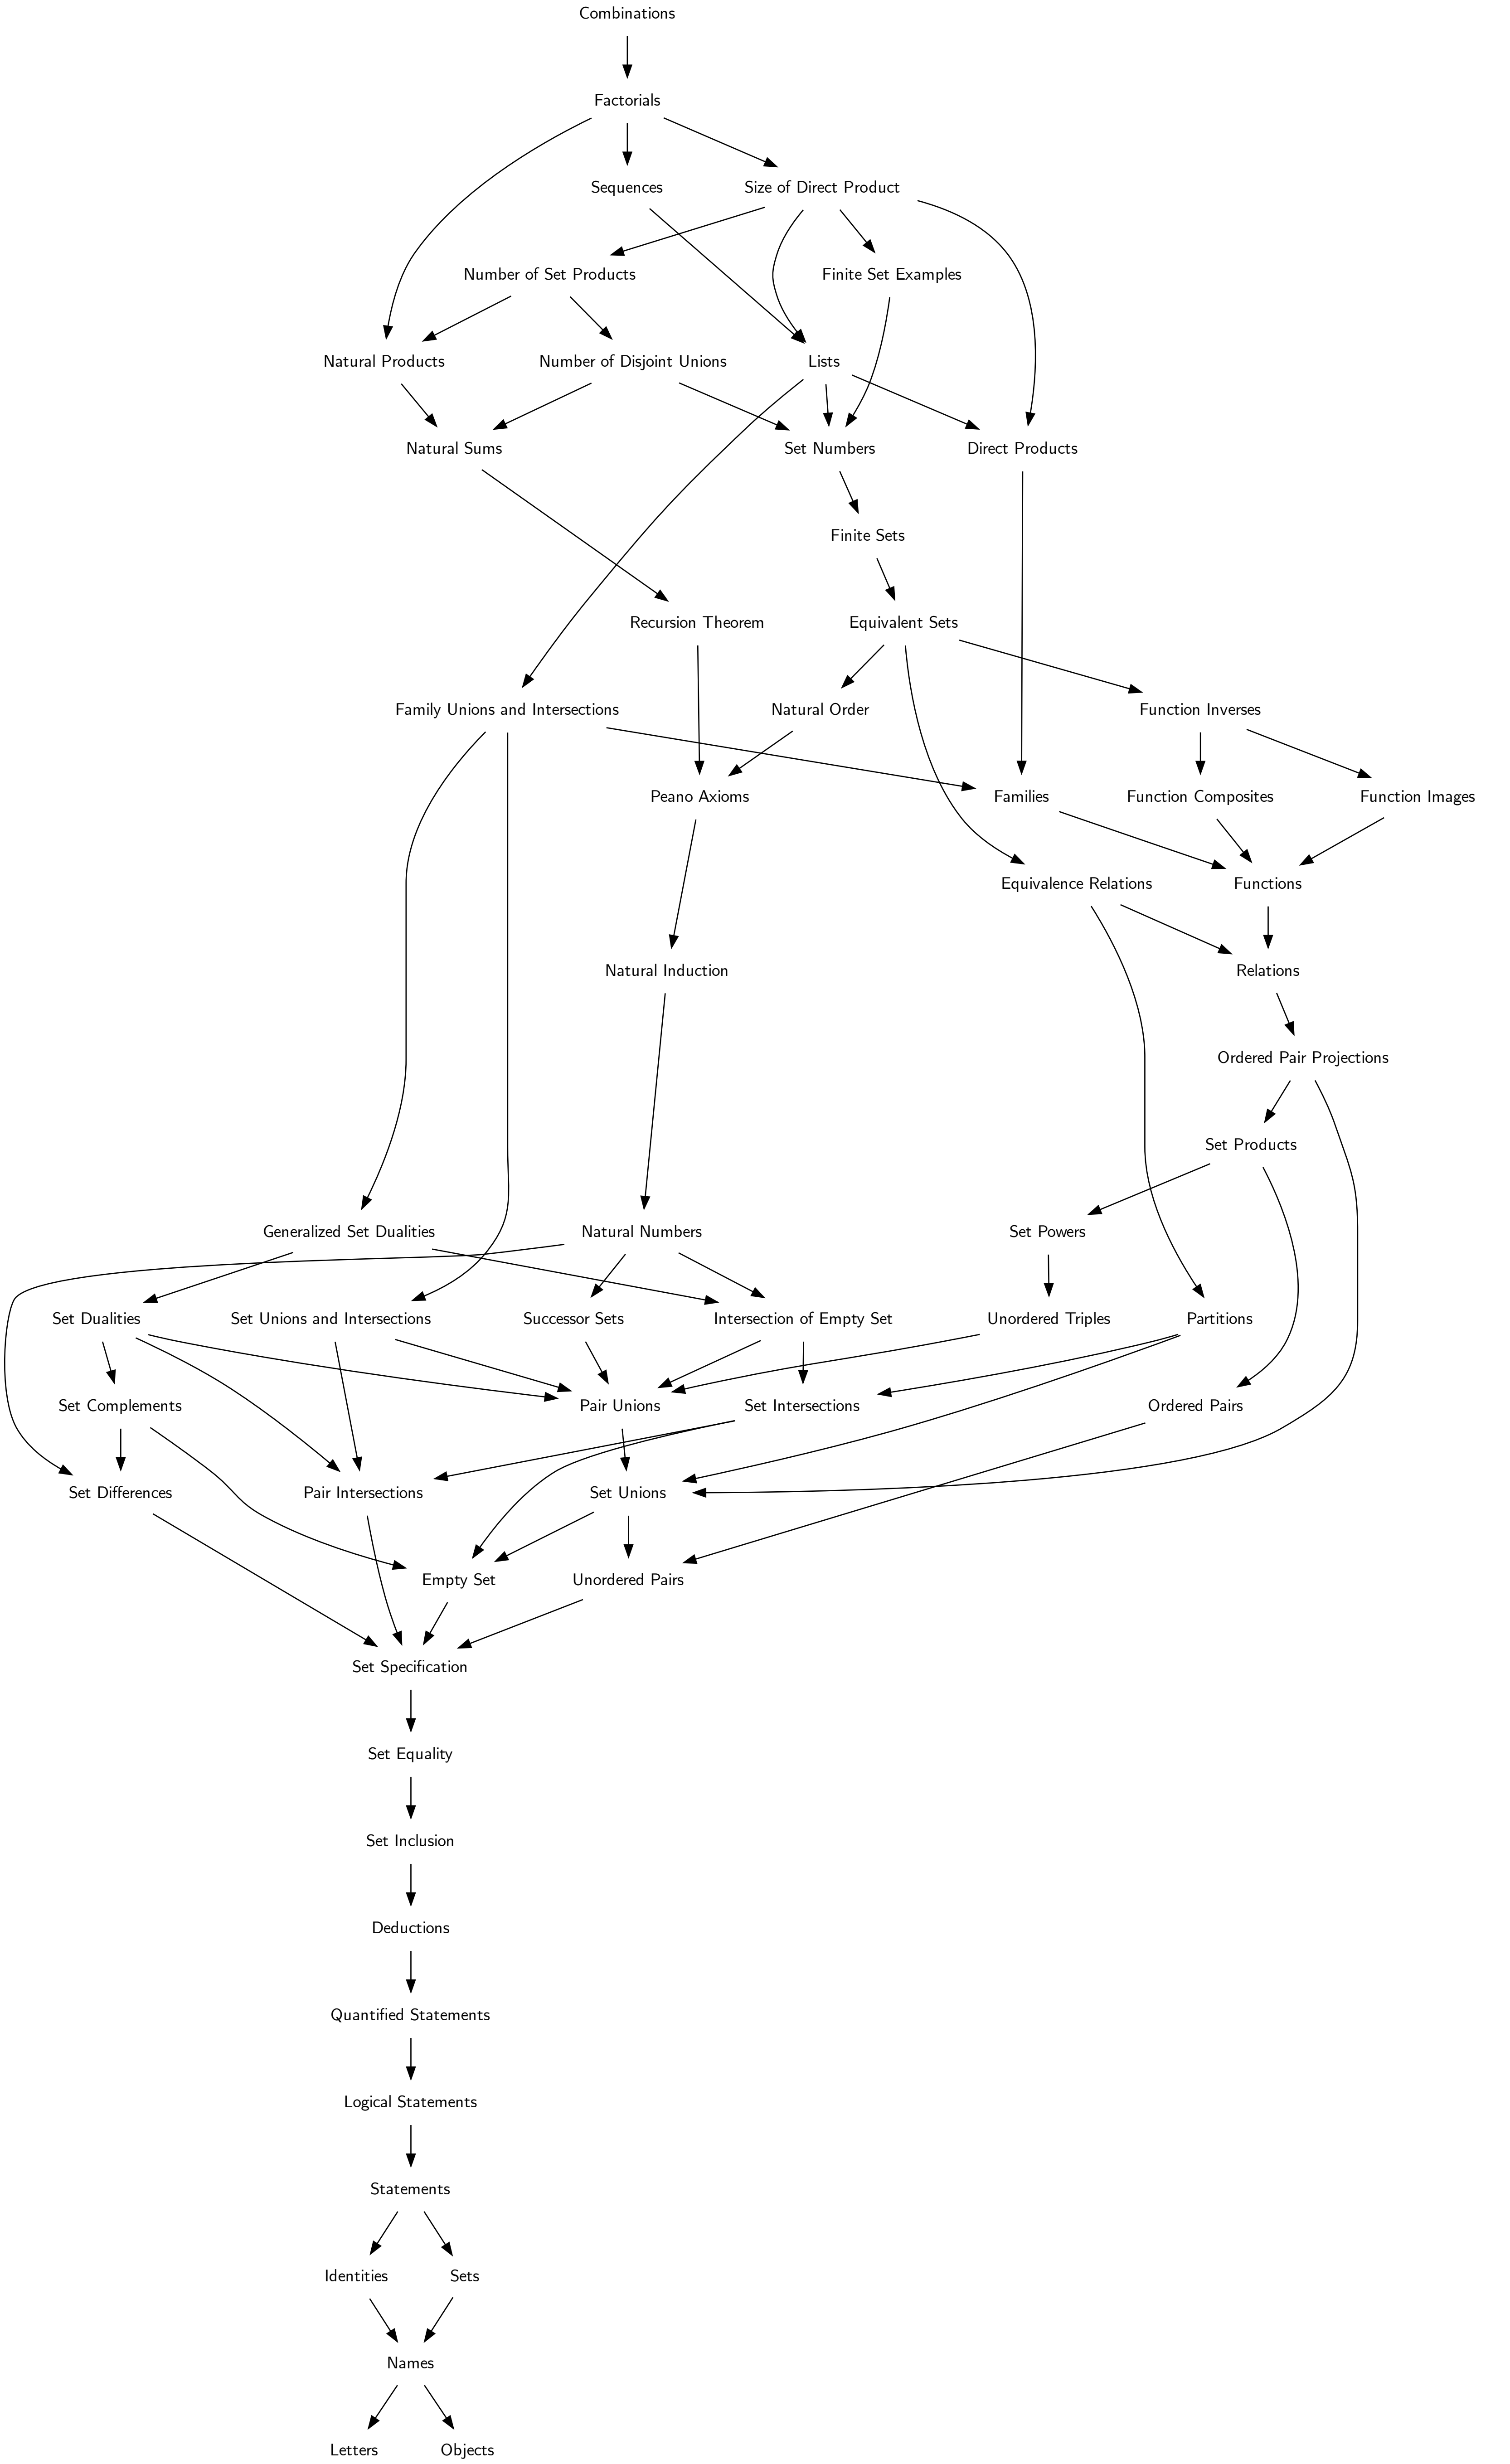 Combinations
Factorials
Sequences
Size of Direct Product
Number of Set Products
Finite Set Examples
Natural Products
Number of Disjoint Unions
Lists
Natural Sums
Set Numbers
Direct Products
Finite Sets
Recursion Theorem
Equivalent Sets
Family Unions and Intersections
Natural Order
Function Inverses
Peano Axioms
Families
Function Composites
Function Images
Equivalence Relations
Functions
Natural Induction
Relations
Ordered Pair Projections
Set Products
Generalized Set Dualities
Natural Numbers
Set Powers
Set Dualities
Set Unions and Intersections
Successor Sets
Intersection of Empty Set
Unordered Triples
Partitions
Set Complements
Pair Unions
Set Intersections
Ordered Pairs
Set Differences
Pair Intersections
Set Unions
Empty Set
Unordered Pairs
Set Specification
Set Equality
Set Inclusion
Deductions
Quantified Statements
Logical Statements
Statements
Identities
Sets
Names
Letters
Objects